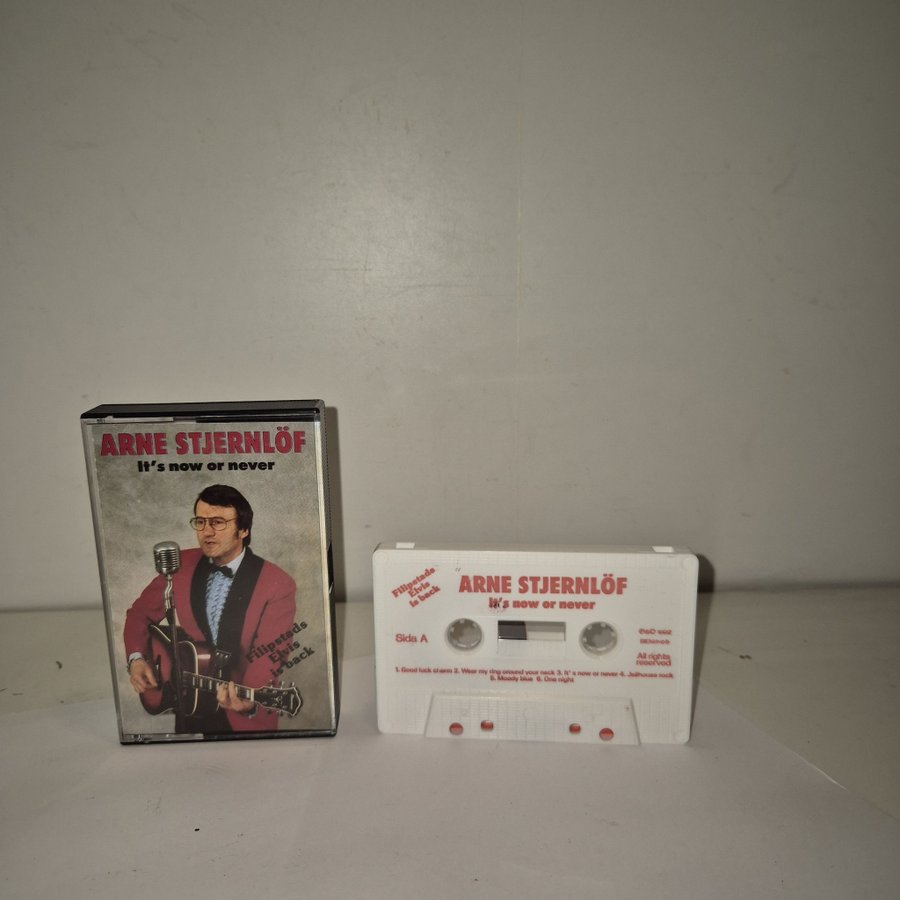 ARNE STJERNLÖF
It's now or never
Filipstads
Elvis
is back
Filipstads
Elvis
is back
ARNE STJERNLÖF
It's now or never
Side A
All rights
reserved
1. Good luck charm 2. Wear my ring around your neck 3. It's now or never 4. Jailhouse rock
5. Moody blue 6. One night